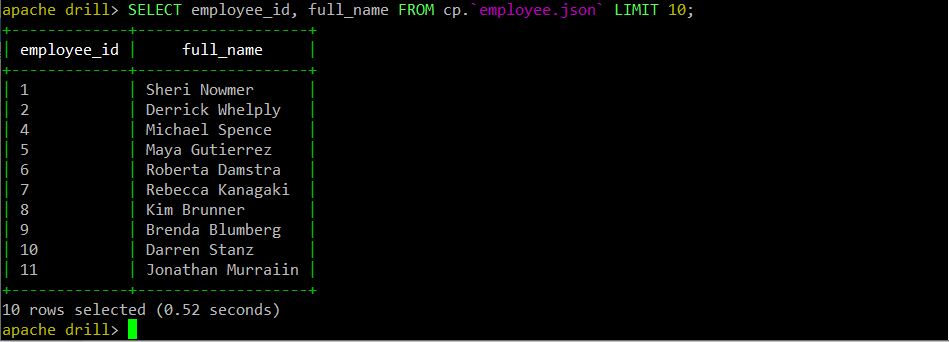 apache drill> SELECT employee_id, full_name FROM cp.`employee.json` LIMIT 10;
+-------------+-------------------+
| employee_id |     full_name     |
+-------------+-------------------+
| 1           | Sheri Nowmer      |
| 2           | Derrick Whelply   |
| 4           | Michael Spence    |
| 5           | Maya Gutierrez    |
| 6           | Roberta Damstra   |
| 7           | Rebecca Kanagaki  |
| 8           | Kim Brunner       |
| 9           | Brenda Blumberg   |
| 10          | Darren Stanz      |
| 11          | Jonathan Murraiin |
+-------------+-------------------+
10 rows selected (0.52 seconds)
apache drill>